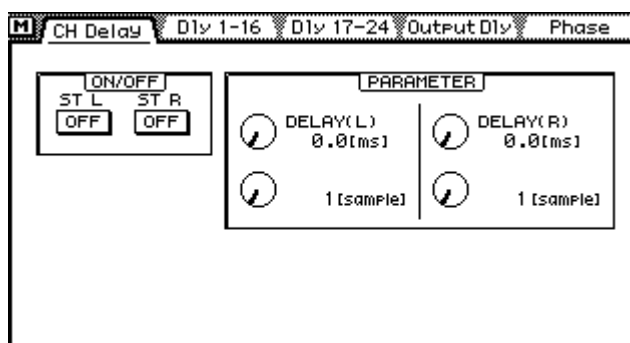 M CH Delay Dly 1-16 Dly 17-24 Output Dly Phase
ON/OFF
ST L ST R
OFF OFF
PARAMETER
DELAY(L) DELAY(R)
0.0[ms] 0.0[ms]
1[sample] 1[sample]